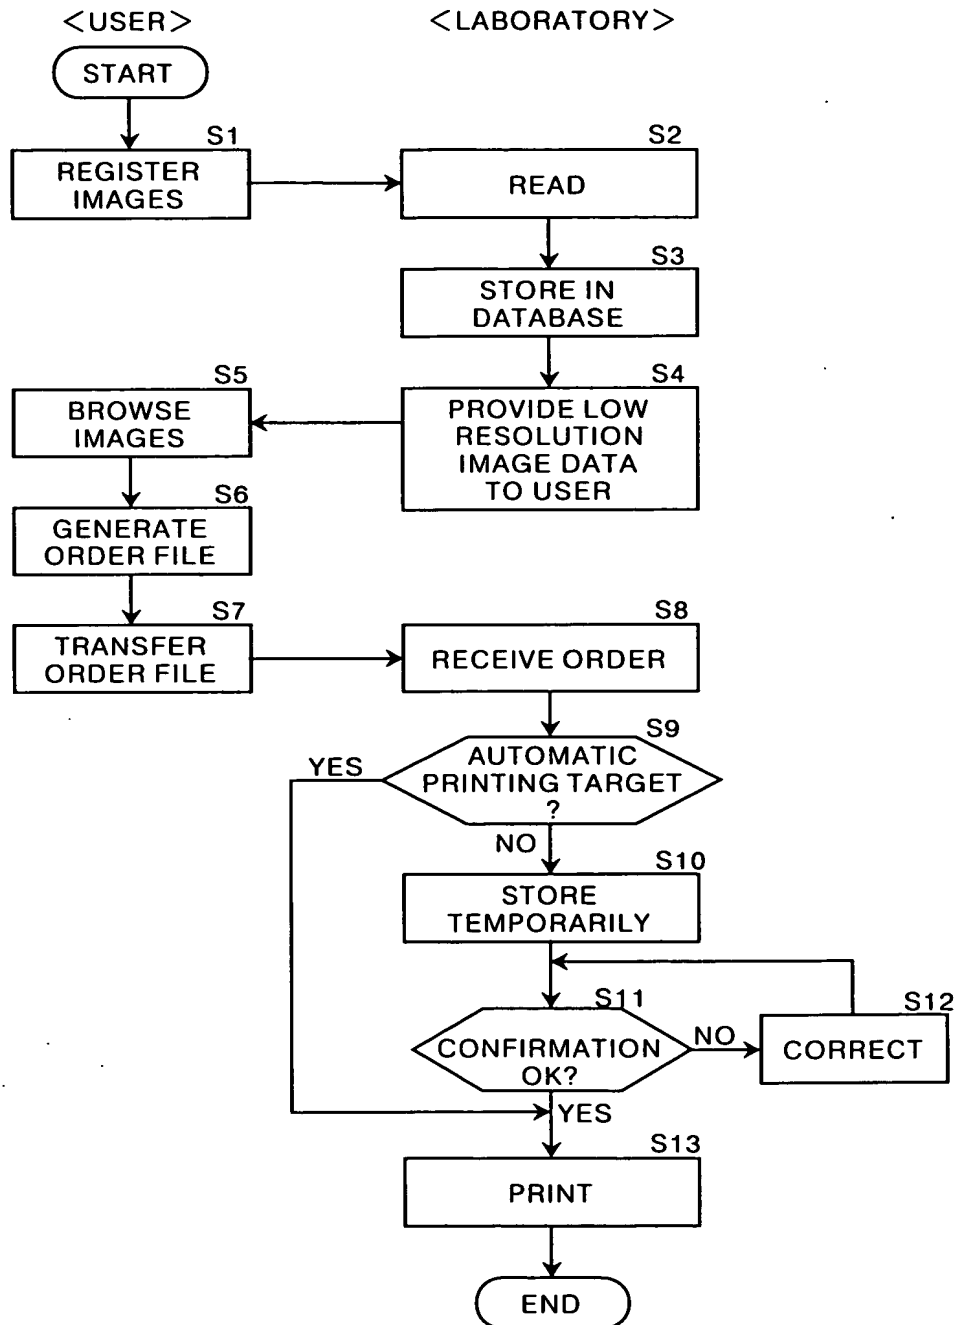 <USER>
<LABORATORY>
START
S1
REGISTER
IMAGES
S2
READ
S3
STORE IN
DATABASE
S5
BROWSE
IMAGES
S4
PROVIDE LOW
RESOLUTION
IMAGE DATA
TO USER
S6
GENERATE
ORDER FILE
S7
TRANSFER
ORDER FILE
S8
RECEIVE ORDER
S9
AUTOMATIC
PRINTING TARGET
?
YES
NO
S10
STORE
TEMPORARILY
S11
CONFIRMATION
OK?
NO
S12
CORRECT
YES
S13
PRINT
END